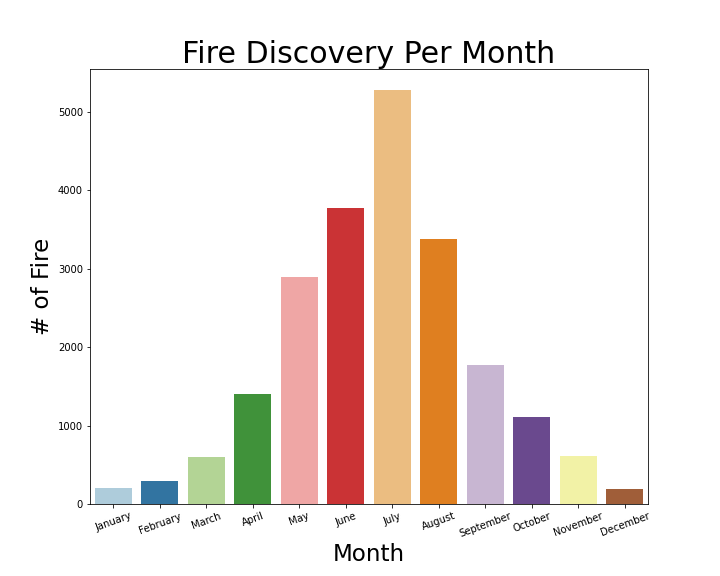 Fire Discovery Per Month
# of Fire
5000
4000
3000
2000
1000
0
January February March April May June July August September October November December
Month